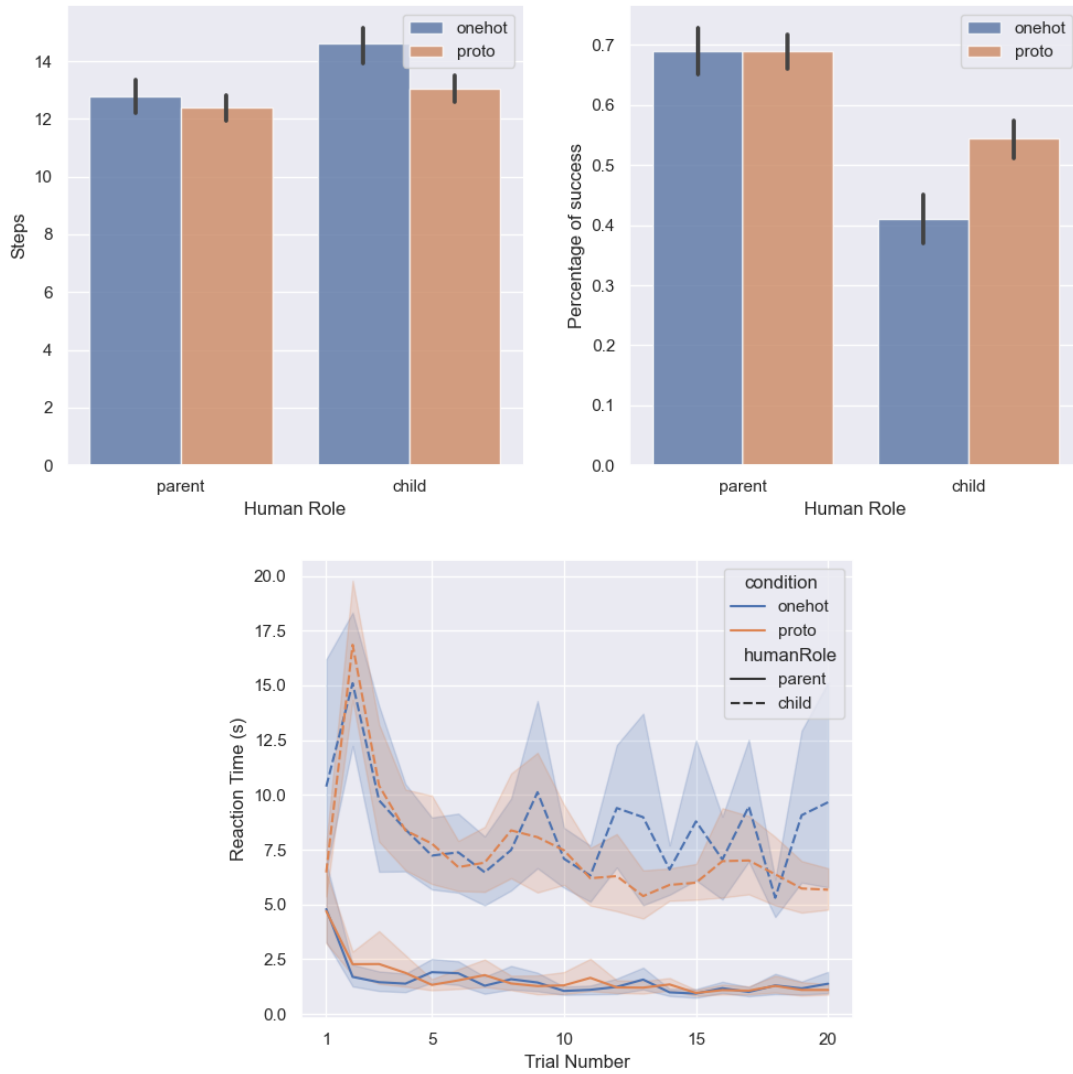 onehot
proto
14
12
10
8
6
4
2
0
Steps
parent child
Human Role
onehot
proto
0.7
0.6
0.5
0.4
0.3
0.2
0.1
0.0
Percentage of success
parent child
Human Role
condition
onehot
proto
humanRole
parent
child
20.0
17.5
15.0
12.5
10.0
7.5
5.0
2.5
0.0
Reaction Time (s)
1 5 10 15 20
Trial Number